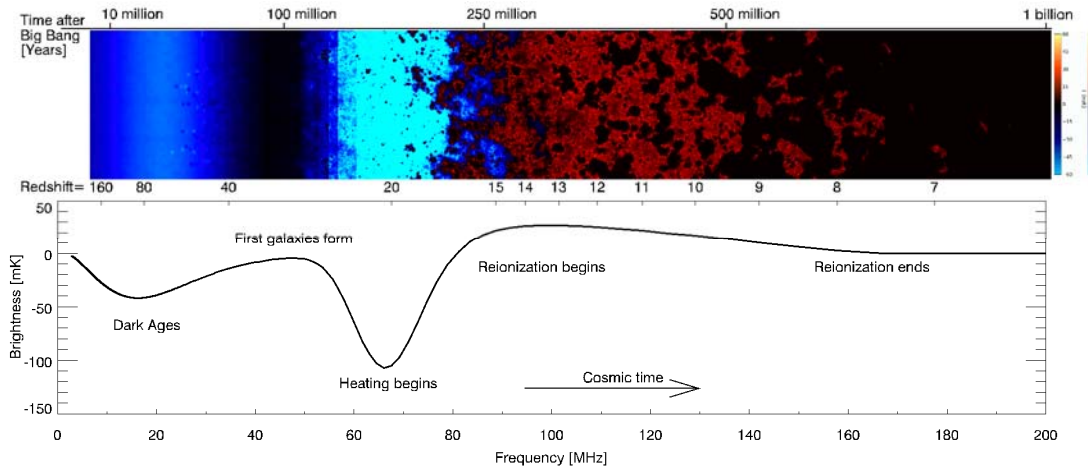 Time after Big Bang [Years]
10 million 100 million 250 million 500 million 1 billion
Redshift= 160 80 40 20 15 14 13 12 11 10 9 8 7
50
0
-50
-100
-150
Brightness [mK]
First galaxies form
Reionization begins
Reionization ends
Dark Ages
Heating begins
Cosmic time
0 20 40 60 80 100 120 140 160 180 200
Frequency [MHz]